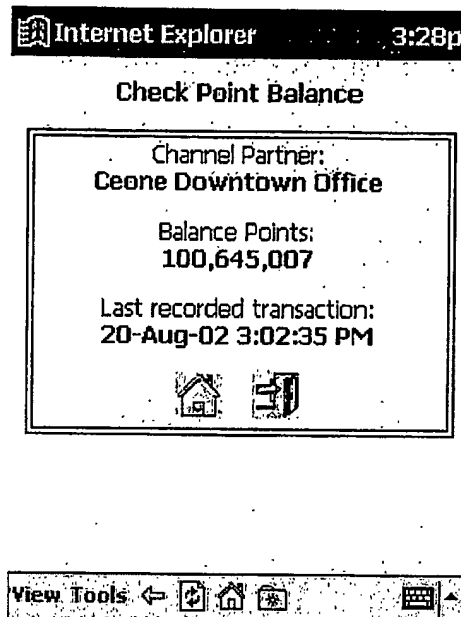 Internet Explorer 3:28p
Check Point Balance
Channel Partner:
Ceone Downtown Office
Balance Points:
100,645,007
Last recorded transaction:
20-Aug-02 3:02:35 PM
View Tools